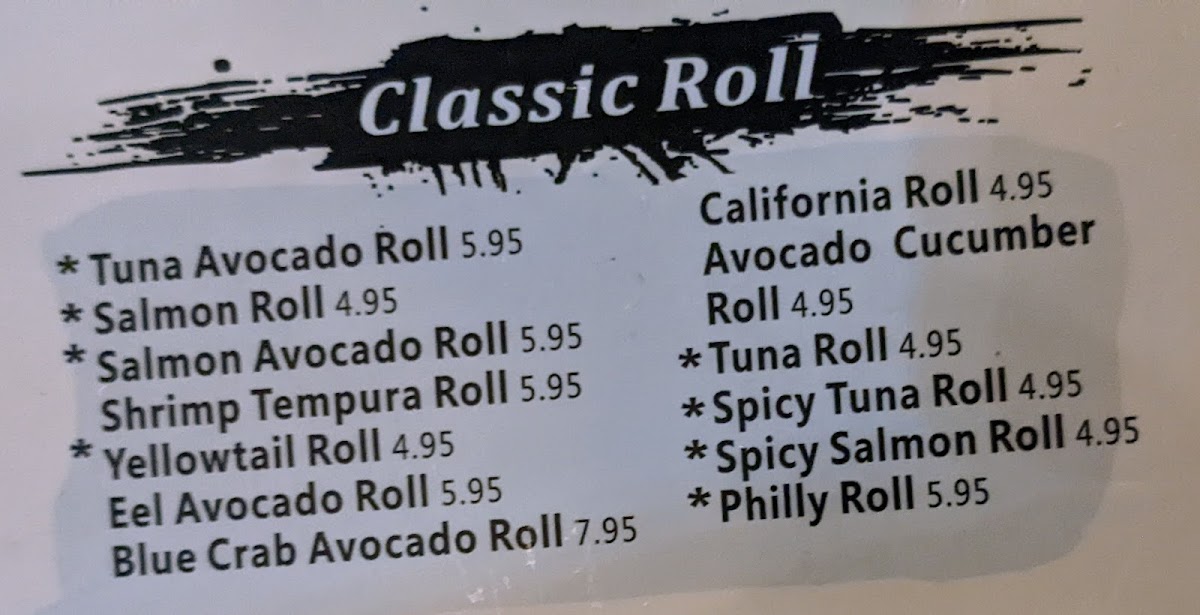 Classic Roll
* Tuna Avocado Roll 5.95
* Salmon Roll 4.95
* Salmon Avocado Roll 5.95
Shrimp Tempura Roll 5.95
* Yellowtail Roll 4.95
Eel Avocado Roll 5.95
Blue Crab Avocado Roll 7.95
California Roll 4.95
Avocado Cucumber
Roll 4.95
* Tuna Roll 4.95
* Spicy Tuna Roll 4.95
* Spicy Salmon Roll 4.95
* Philly Roll 5.95